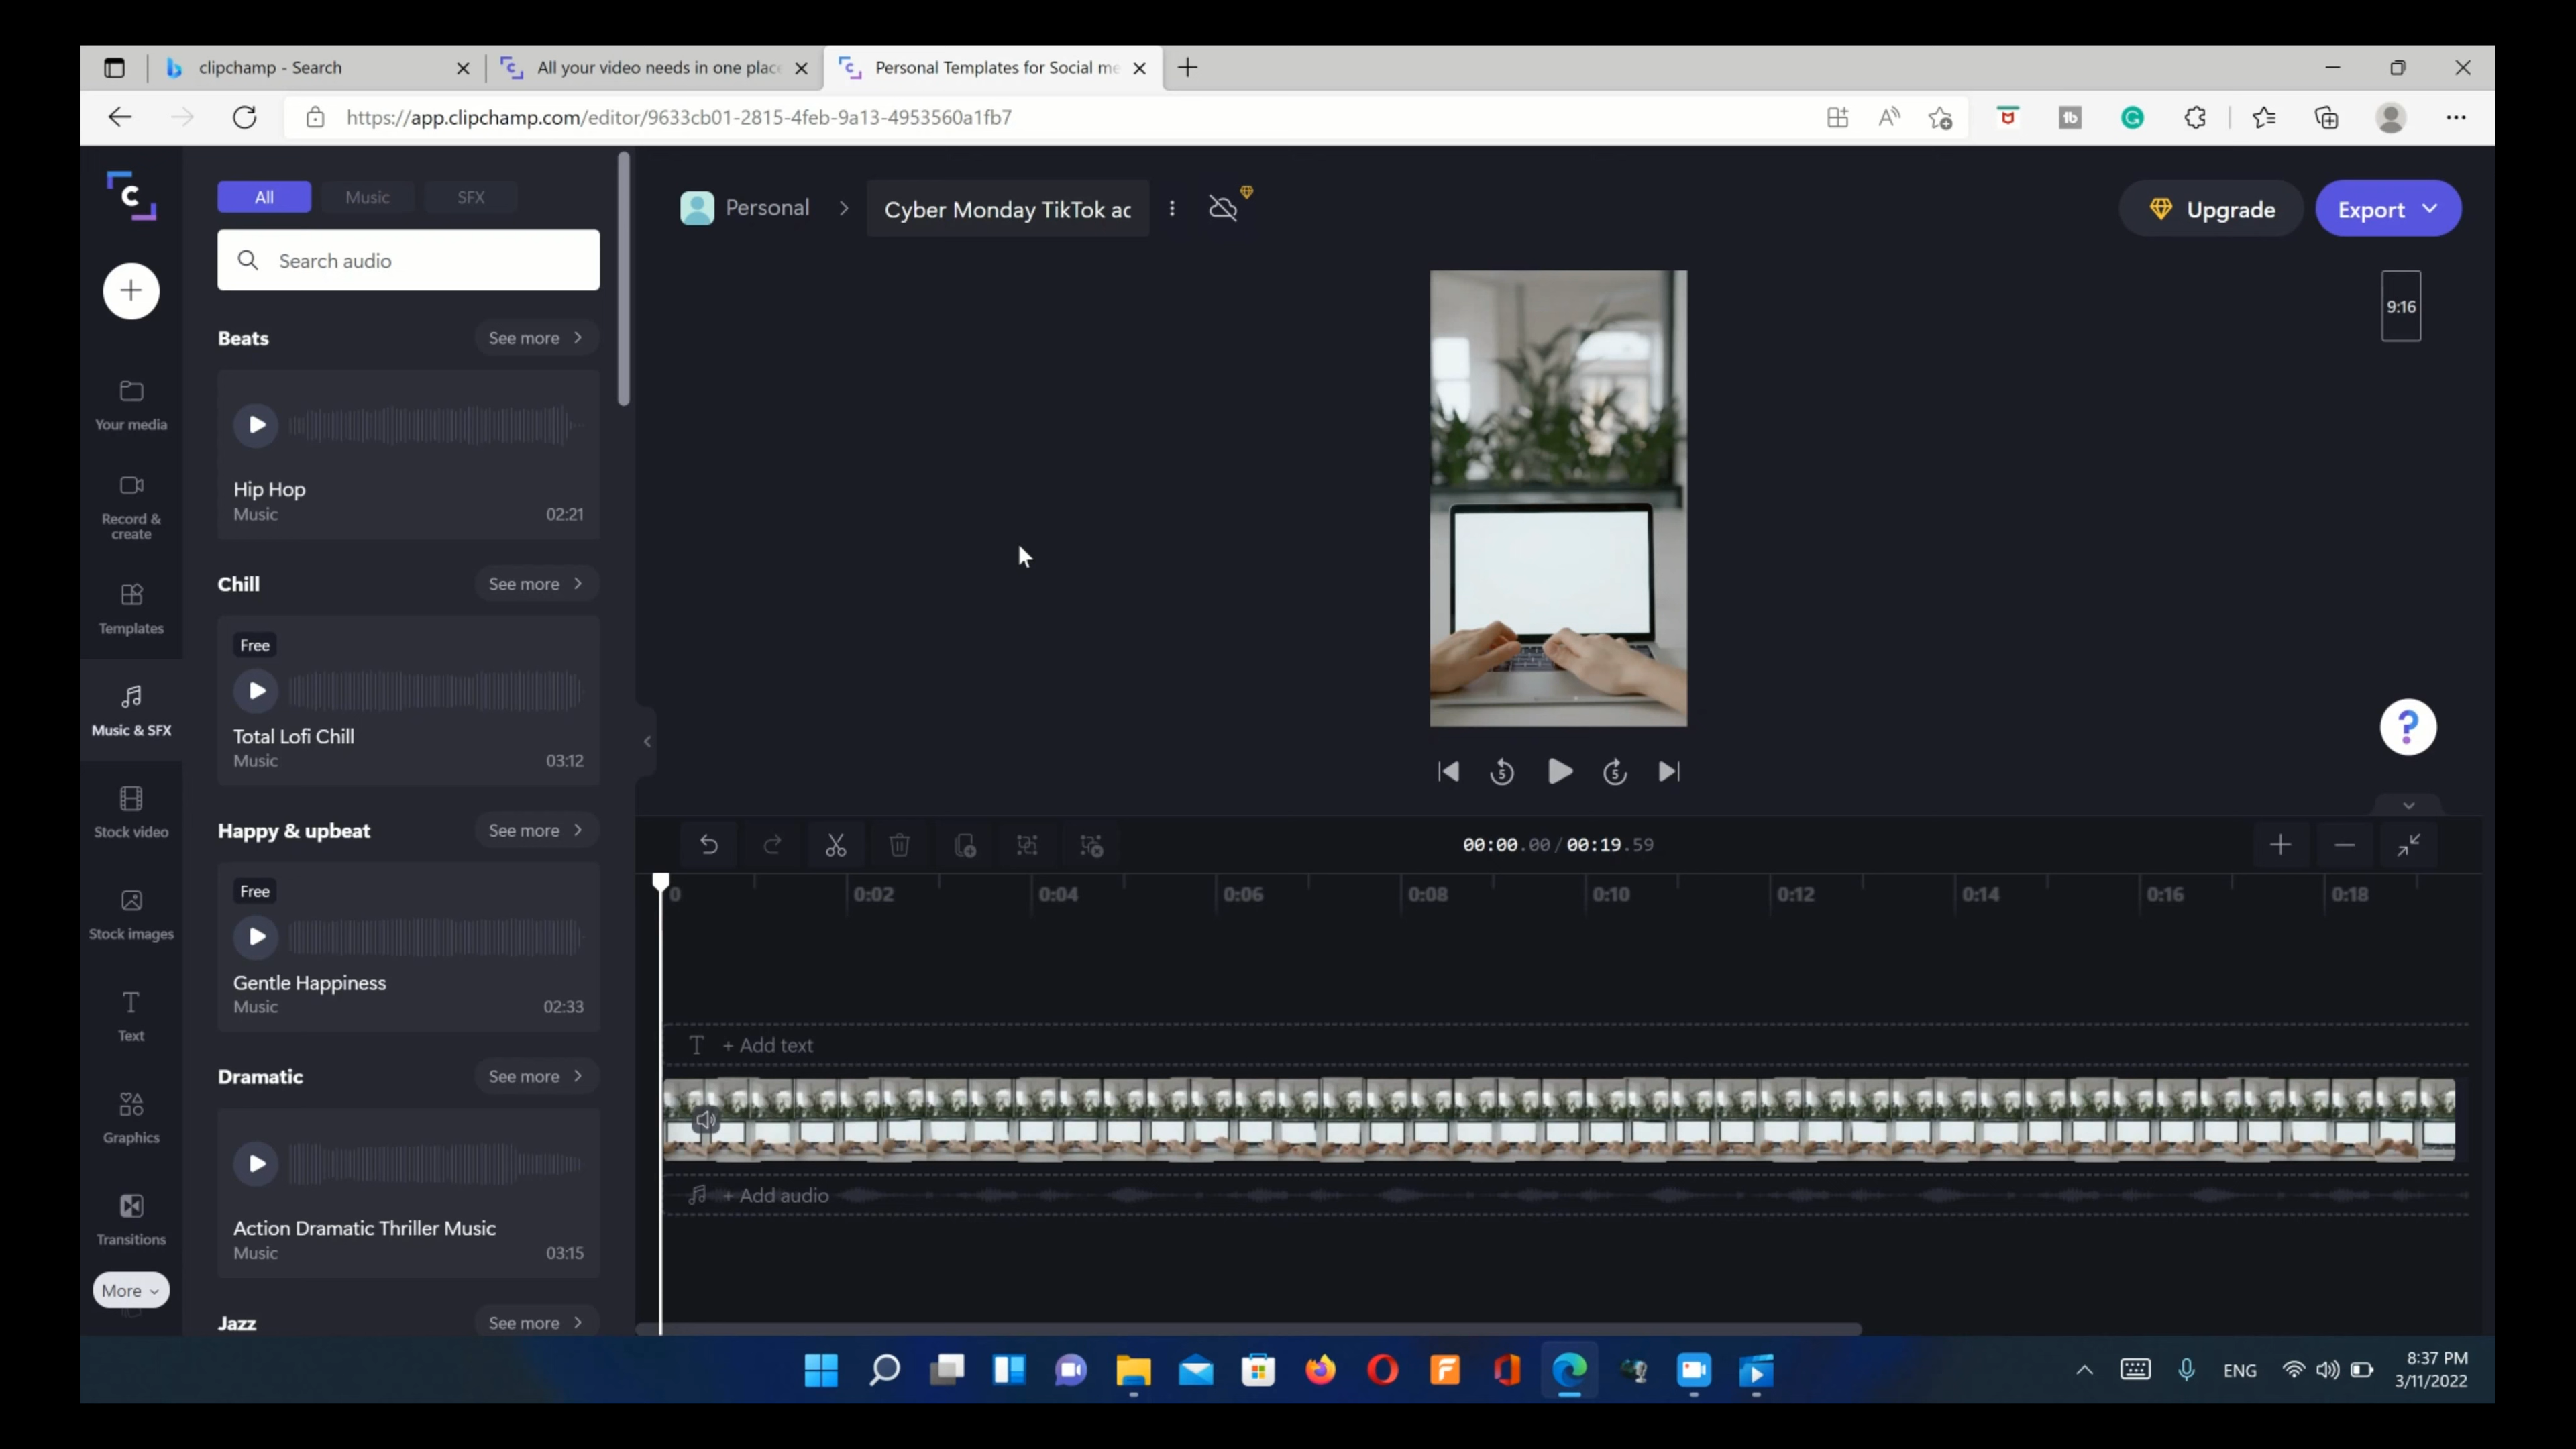 clipchamp - Search
All your video needs in one place
Personal Templates for Social me
https://app.clipchamp.com/editor/9633cb01-2815-4feb-9a13-4953560a1fb7
All
Music
SFX
Search audio
Personal
Cyber Monday TikTok ac
Upgrade
Export
9:16
Beats
See more
Hip Hop
Music
02:21
Chill
See more
Free
Total Lofi Chill
Music
03:12
Happy & upbeat
See more
Free
Gentle Happiness
Music
02:33
Dramatic
See more
Action Dramatic Thriller Music
Music
03:15
Jazz
See more
Your media
Record &
create
Templates
Music & SFX
Stock video
Stock images
Text
Graphics
Transitions
More
5
5
00:00.00 / 00:19.59
0
0:02
0:04
0:06
0:08
0:10
0:12
0:14
0:16
0:18
T + Add text
+ Add audio
ENG
8:37 PM
3/11/2022